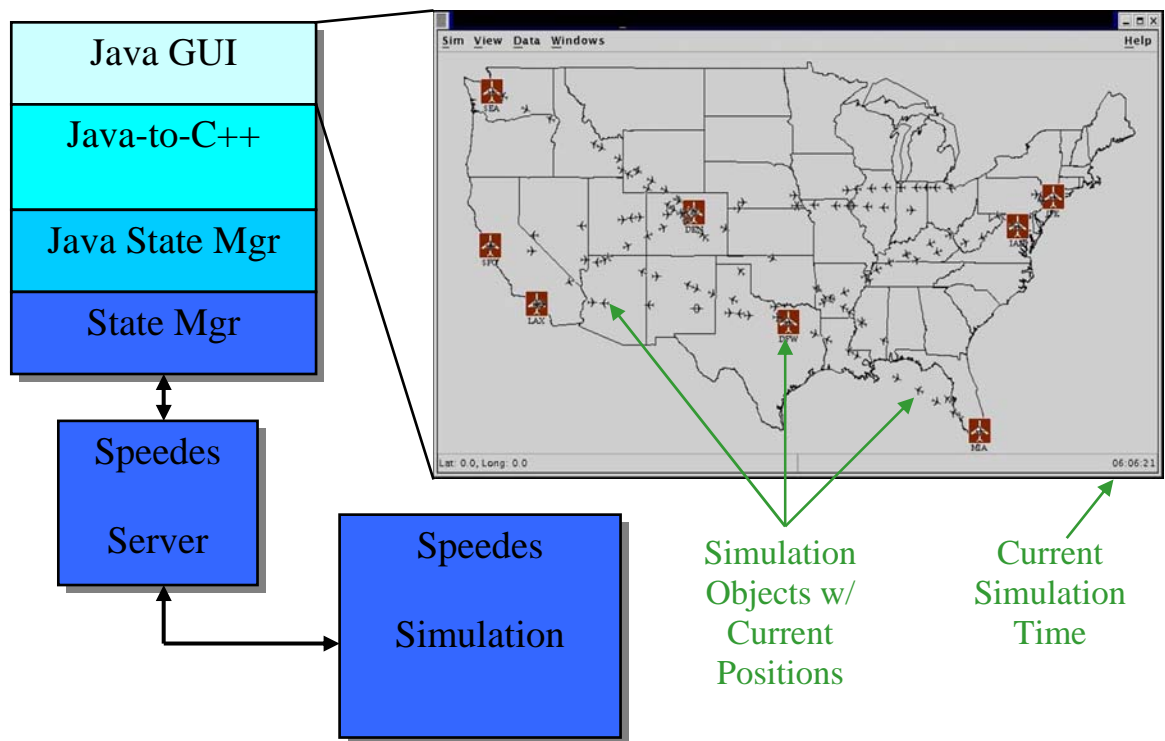 Java GUI
Java-to-C++
Java State Mgr
State Mgr
Speedes
Server
Speedes
Simulation
Sim View Data Windows
Help
SEA
DEN
SFO
LAX
DFW
MIA
Lat: 0.0, Long: 0.0
06:06:21
Simulation
Objects w/
Current
Positions
Current
Simulation
Time